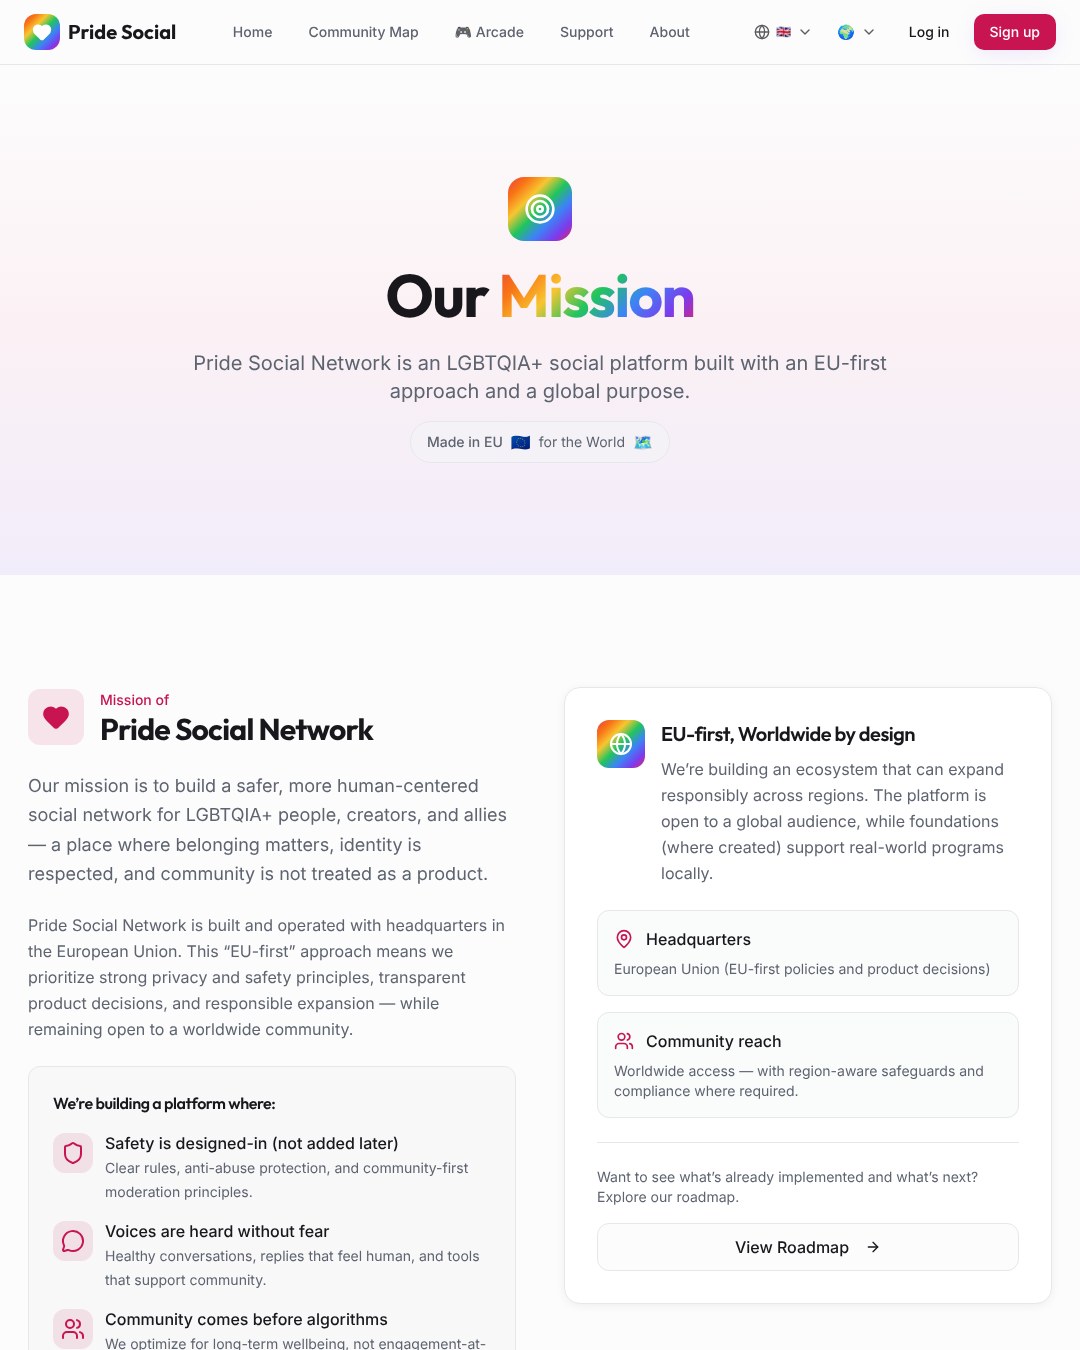 Pride Social
Home
Community Map
Arcade
Support
About
Log in
Sign up
Our Mission
Pride Social Network is an LGBTQIA+ social platform built with an EU-first
approach and a global purpose.
Made in EU for the World
Mission of
Pride Social Network
Our mission is to build a safer, more human-centered
social network for LGBTQIA+ people, creators, and allies
— a place where belonging matters, identity is
respected, and community is not treated as a product.
Pride Social Network is built and operated with headquarters in
the European Union. This “EU-first” approach means we
prioritize strong privacy and safety principles, transparent
product decisions, and responsible expansion — while
remaining open to a worldwide community.
We’re building a platform where:
Safety is designed-in (not added later)
Clear rules, anti-abuse protection, and community-first
moderation principles.
Voices are heard without fear
Healthy conversations, replies that feel human, and tools
that support community.
Community comes before algorithms
We optimize for long-term wellbeing, not engagement-at-
EU-first, Worldwide by design
We’re building an ecosystem that can expand
responsibly across regions. The platform is
open to a global audience, while foundations
(where created) support real-world programs
locally.
Headquarters
European Union (EU-first policies and product decisions)
Community reach
Worldwide access — with region-aware safeguards and
compliance where required.
Want to see what’s already implemented and what’s next?
Explore our roadmap.
View Roadmap